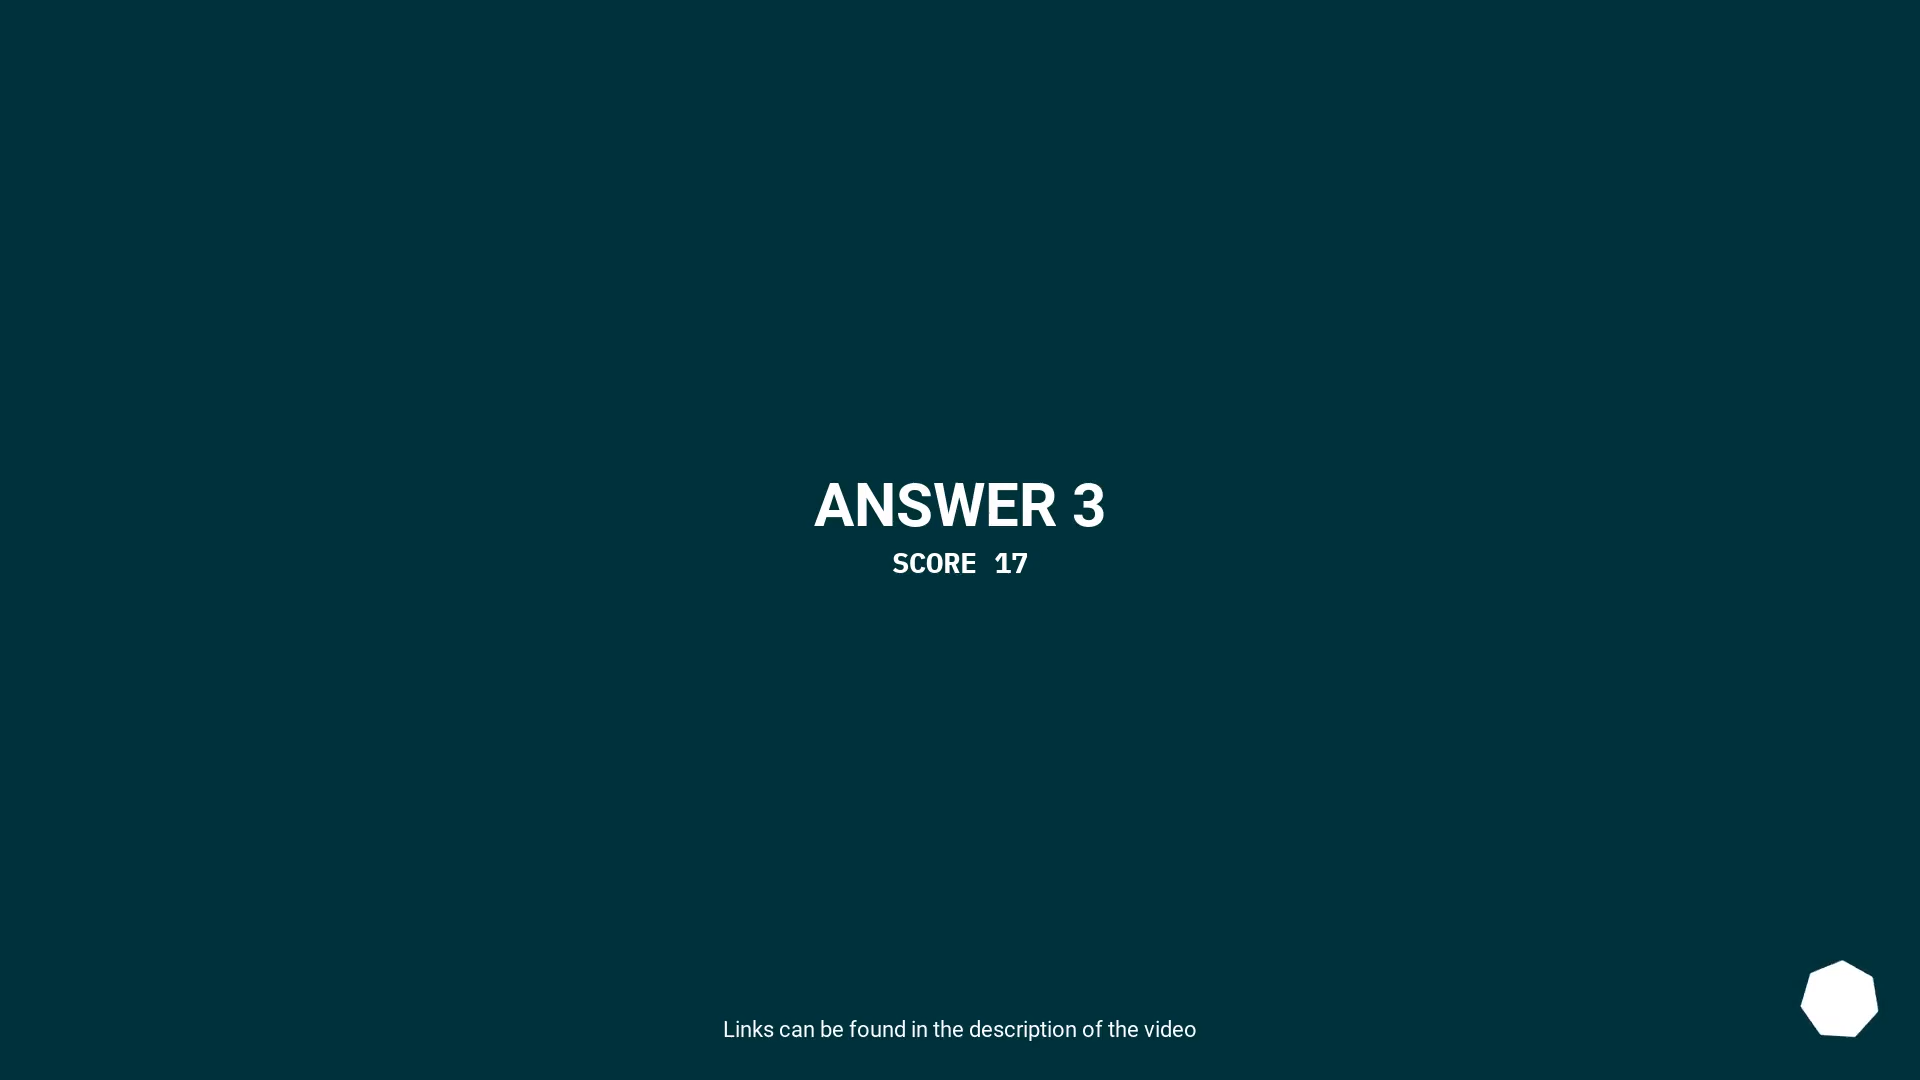 ANSWER 3
SCORE 17
Links can be found in the description of the video